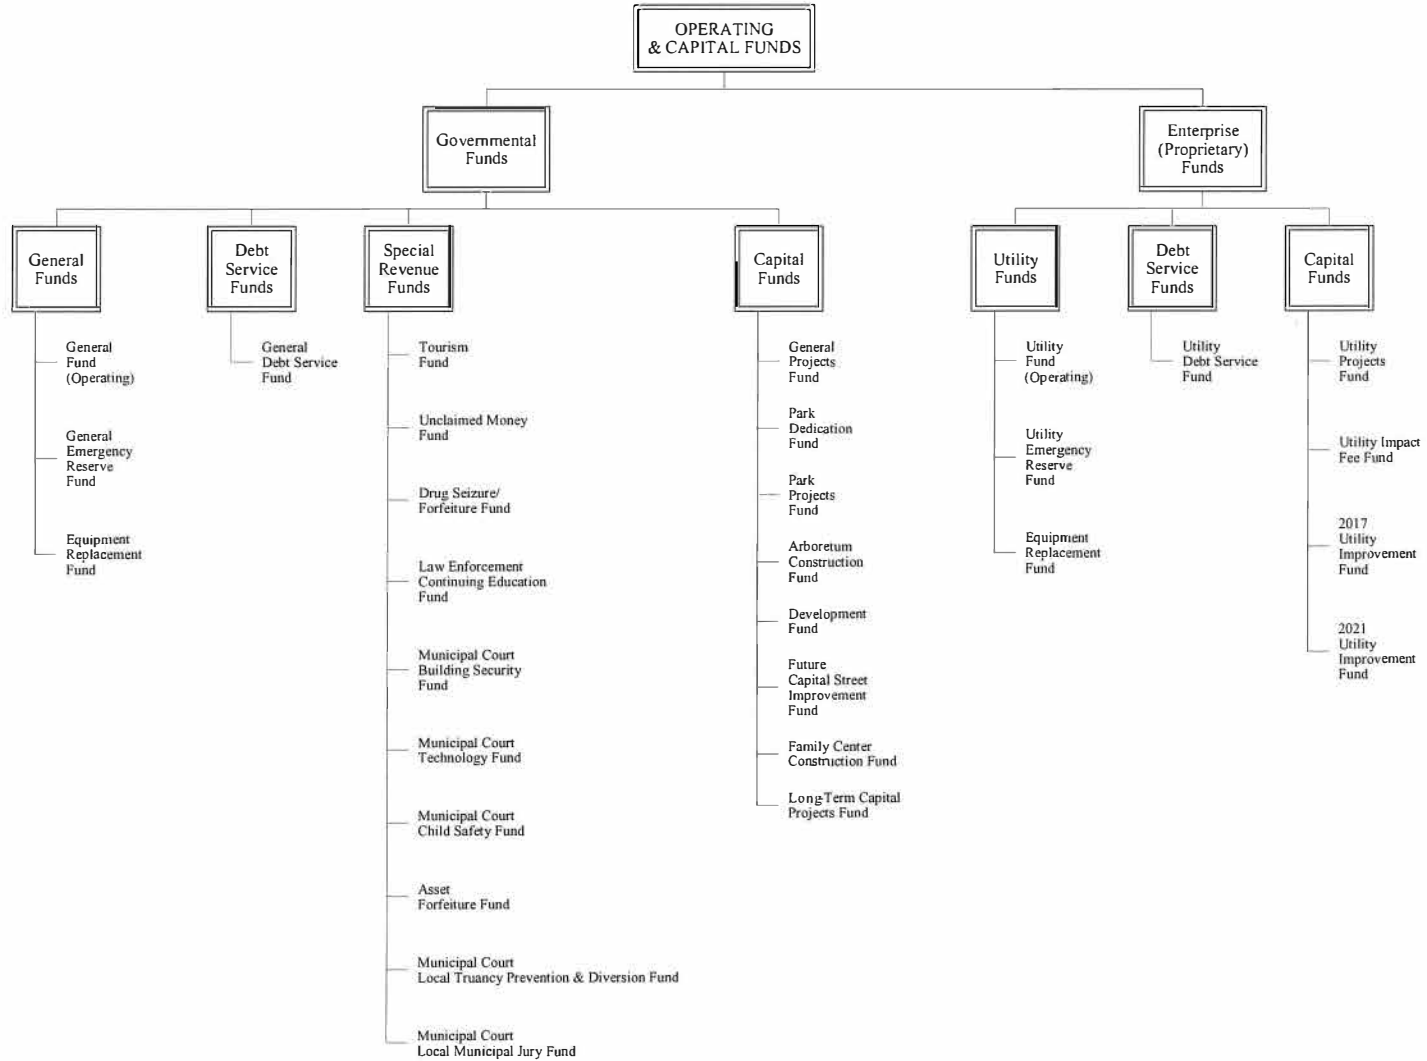 OPERATING
& CAPITAL FUNDS
Governmental
Funds
Enterprise
(Proprietary)
Funds
General
Funds
Debt
Service
Funds
Special
Revenue
Funds
Capital
Funds
Utility
Funds
Debt
Service
Funds
Capital
Funds
General
Fund
(Operating)
General
Emergency
Reserve
Fund
Equipment
Replacement
Fund
General
Debt Service
Fund
Tourism
Fund
Unclaimed Money
Fund
Drug Seizure/
Forfeiture Fund
Law Enforcement
Continuing Education
Fund
Municipal Court
Building Security
Fund
Municipal Court
Technology Fund
Municipal Court
Child Safety Fund
Asset
Forfeiture Fund
Municipal Court
Local Truancy Prevention & Diversion Fund
Municipal Court
Local Municipal Jury Fund
General
Projects
Fund
Park
Dedication
Fund
Park
Projects
Fund
Arboretum
Construction
Fund
Development
Fund
Future
Capital Street
Improvement
Fund
Family Center
Construction Fund
Long-Term Capital
Projects Fund
Utility
Fund
(Operating)
Utility
Emergency
Reserve
Fund
Equipment
Replacement
Fund
Utility
Debt Service
Fund
Utility
Projects
Fund
Utility Impact
Fee Fund
2017
Utility
Improvement
Fund
2021
Utility
Improvement
Fund